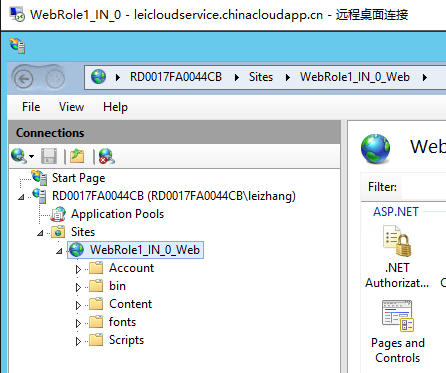 WebRole1_IN_0 - leicloudservice.chinacloudapp.cn - 远程桌面连接
RD0017FA0044CB Sites WebRole1_IN_0_Web
File View Help
Connections
Start Page
RD0017FA0044CB (RD0017FA0044CB\leizhang)
Application Pools
Sites
WebRole1_IN_0_Web
Account
bin
Content
fonts
Scripts
Web
Filter:
ASP.NET
.NET
Authorizat...
Pages and
Controls